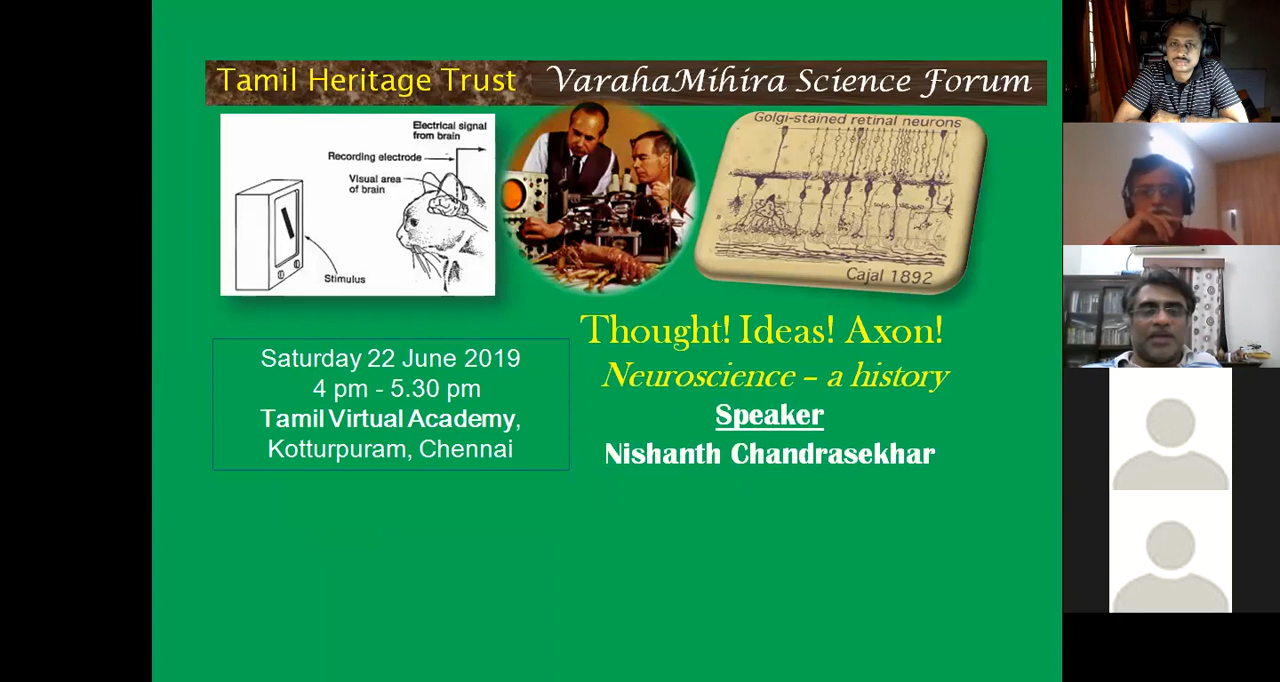 Tamil Heritage Trust VarahaMihira Science Forum
Electrical signal
from brain
Recording electrode
Visual area
of brain
Stimulus
Golgi-stained retinal neurons
Cajal 1892
Thought! Ideas! Axon!
Neuroscience – a history
Speaker
Nishanth Chandrasekhar
Saturday 22 June 2019
4 pm - 5.30 pm
Tamil Virtual Academy,
Kotturpuram, Chennai